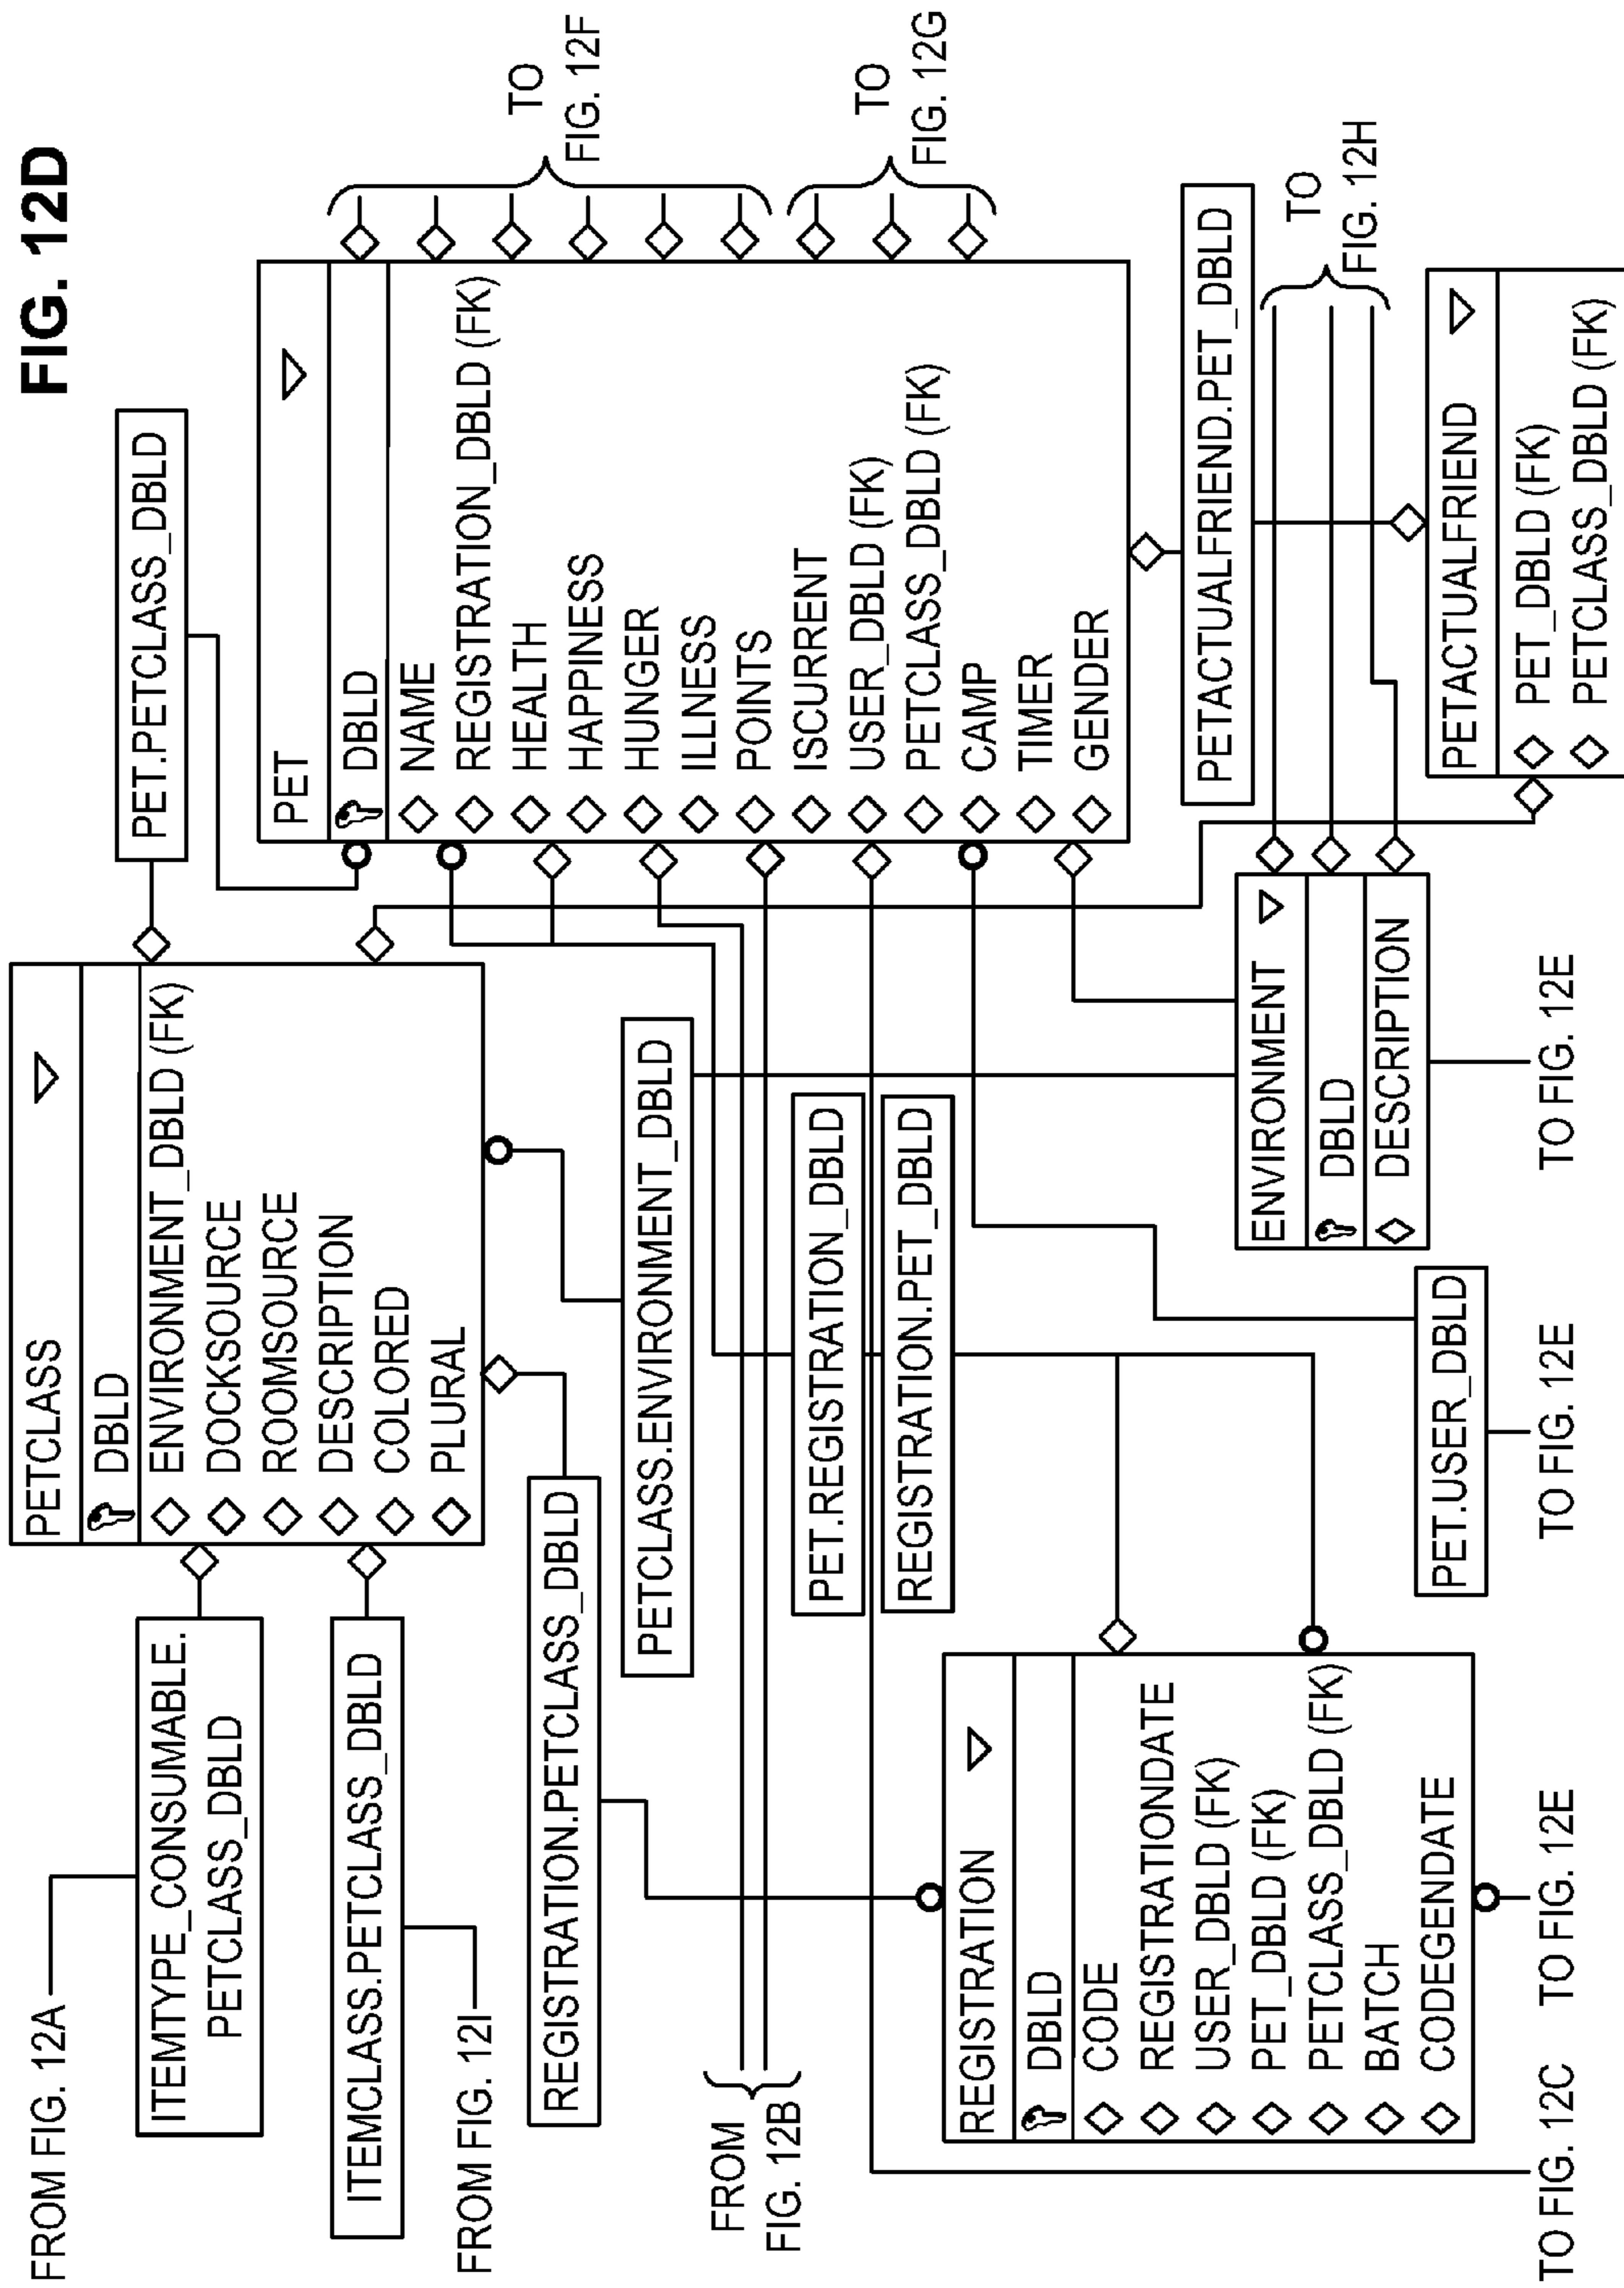 FIG. 12D
FROM FIG. 12A
ITEMTYPE_CONSUMABLE.
PETCLASS_DBLD
ITEMCLASS.PETCLASS_DBLD
FROM FIG. 12I
PETCLASS
DBLD
ENVIRONMENT_DBLD (FK)
DOCKSOURCE
ROOMSOURCE
DESCRIPTION
COLORED
PLURAL
PET.PETCLASS_DBLD
REGISTRATION.PETCLASS_DBLD
PETCLASS.ENVIRONMENT_DBLD
PET
DBLD
NAME
REGISTRATION_DBLD (FK)
HEALTH
HAPPINESS
HUNGER
ILLNESS
POINTS
ISCURRENT
USER_DBLD (FK)
PETCLASS_DBLD (FK)
CAMP
TIMER
GENDER
TO
FIG. 12F
TO
FIG. 12G
FROM
FIG. 12B
PET.REGISTRATION_DBLD
REGISTRATION.PET_DBLD
REGISTRATION
DBLD
CODE
REGISTRATIONDATE
USER_DBLD (FK)
PET_DBLD (FK)
PETCLASS_DBLD (FK)
BATCH
CODEGENDATE
PETACTUALFRIEND.PET_DBLD
TO
FIG. 12H
ENVIRONMENT
DBLD
DESCRIPTION
PETACTUALFRIEND
PET_DBLD (FK)
PETCLASS_DBLD (FK)
PET.USER_DBLD
TO FIG. 12C
TO FIG. 12E
TO FIG. 12E
TO FIG. 12E